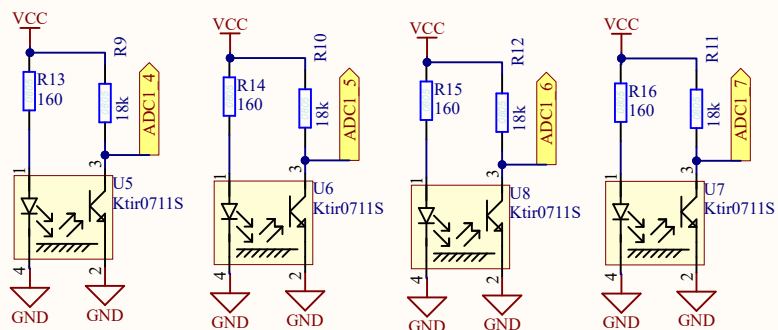 VCC
R9
R13
160
18k
ADC1_4
1
3
U5
Ktir0711S
4
2
GND
GND
VCC
R10
R14
160
18k
ADC1_5
1
3
U6
Ktir0711S
4
2
GND
GND
VCC
R12
R15
160
18k
ADC1_6
1
3
U8
Ktir0711S
4
2
GND
GND
VCC
R11
R16
160
18k
ADC1_7
1
3
U7
Ktir0711S
4
2
GND
GND